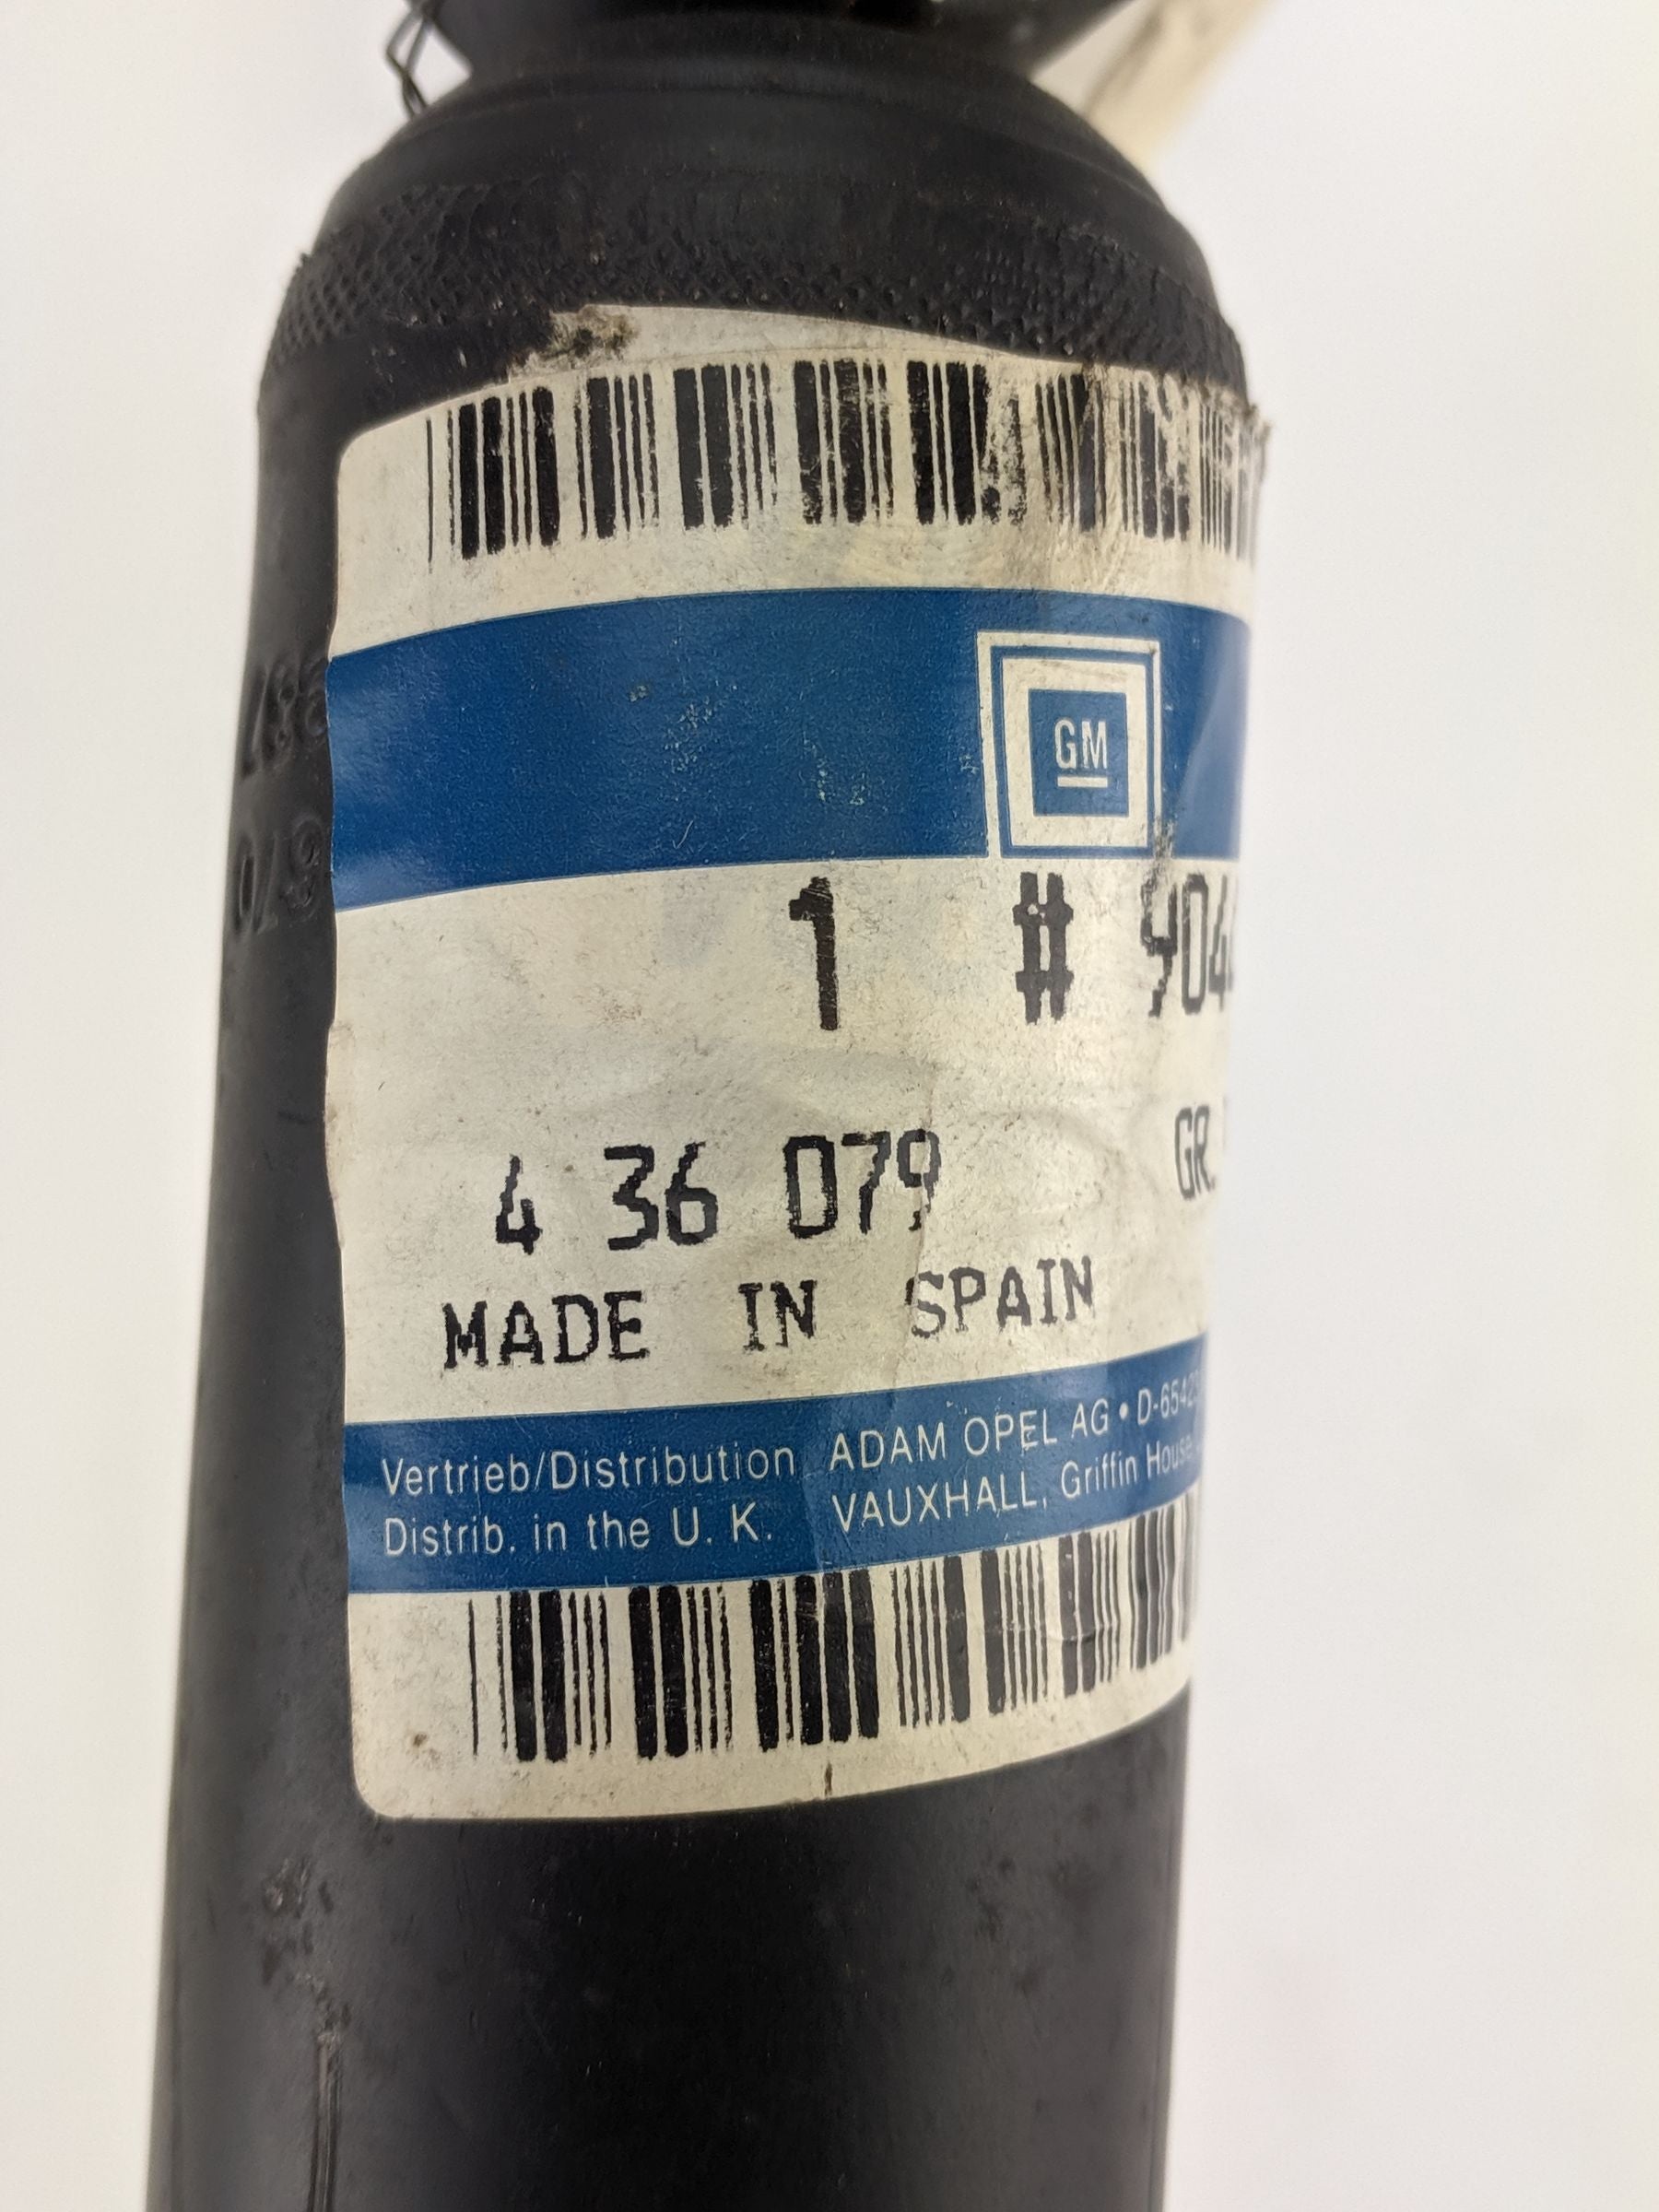 GM
1 # 904
4 36 079 GR.
MADE IN SPAIN
Vertrieb/Distribution ADAM OPEL AG • D-6542
Distrib. in the U. K. VAUXHALL, Griffin House